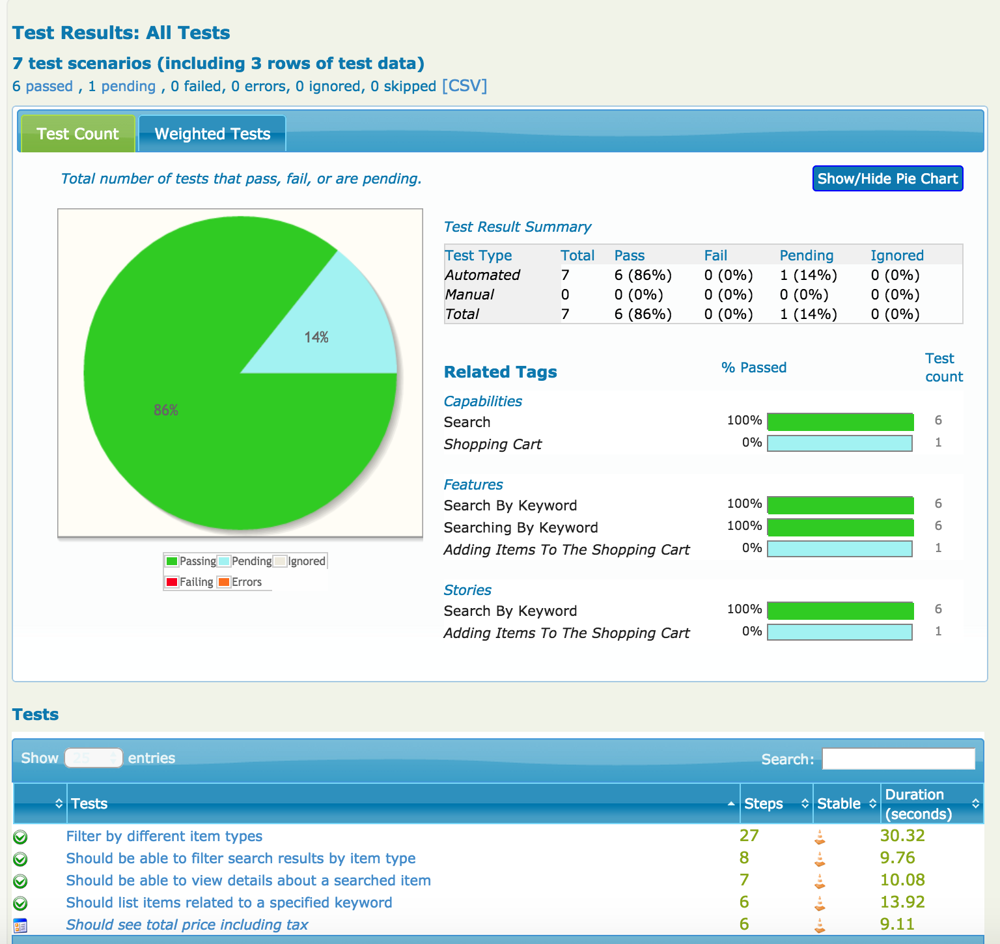 Test Results: All Tests
7 test scenarios (including 3 rows of test data)
6 passed , 1 pending , 0 failed, 0 errors, 0 ignored, 0 skipped [CSV]
Test Count Weighted Tests
Total number of tests that pass, fail, or are pending.
Show/Hide Pie Chart
14%
86%
Passing Pending Ignored
Failing Errors
Test Result Summary
Test Type Total Pass Fail Pending Ignored
Automated 7 6 (86%) 0 (0%) 1 (14%) 0 (0%)
Manual 0 0 (0%) 0 (0%) 0 (0%) 0 (0%)
Total 7 6 (86%) 0 (0%) 1 (14%) 0 (0%)
Related Tags % Passed Test count
Capabilities
Search 100% 6
Shopping Cart 0% 1
Features
Search By Keyword 100% 6
Searching By Keyword 100% 6
Adding Items To The Shopping Cart 0% 1
Stories
Search By Keyword 100% 6
Adding Items To The Shopping Cart 0% 1
Tests
Show 25 entries Search:
Tests Steps Stable Duration (seconds)
Filter by different item types 27 30.32
Should be able to filter search results by item type 8 9.76
Should be able to view details about a searched item 7 10.08
Should list items related to a specified keyword 6 13.92
Should see total price including tax 6 9.11